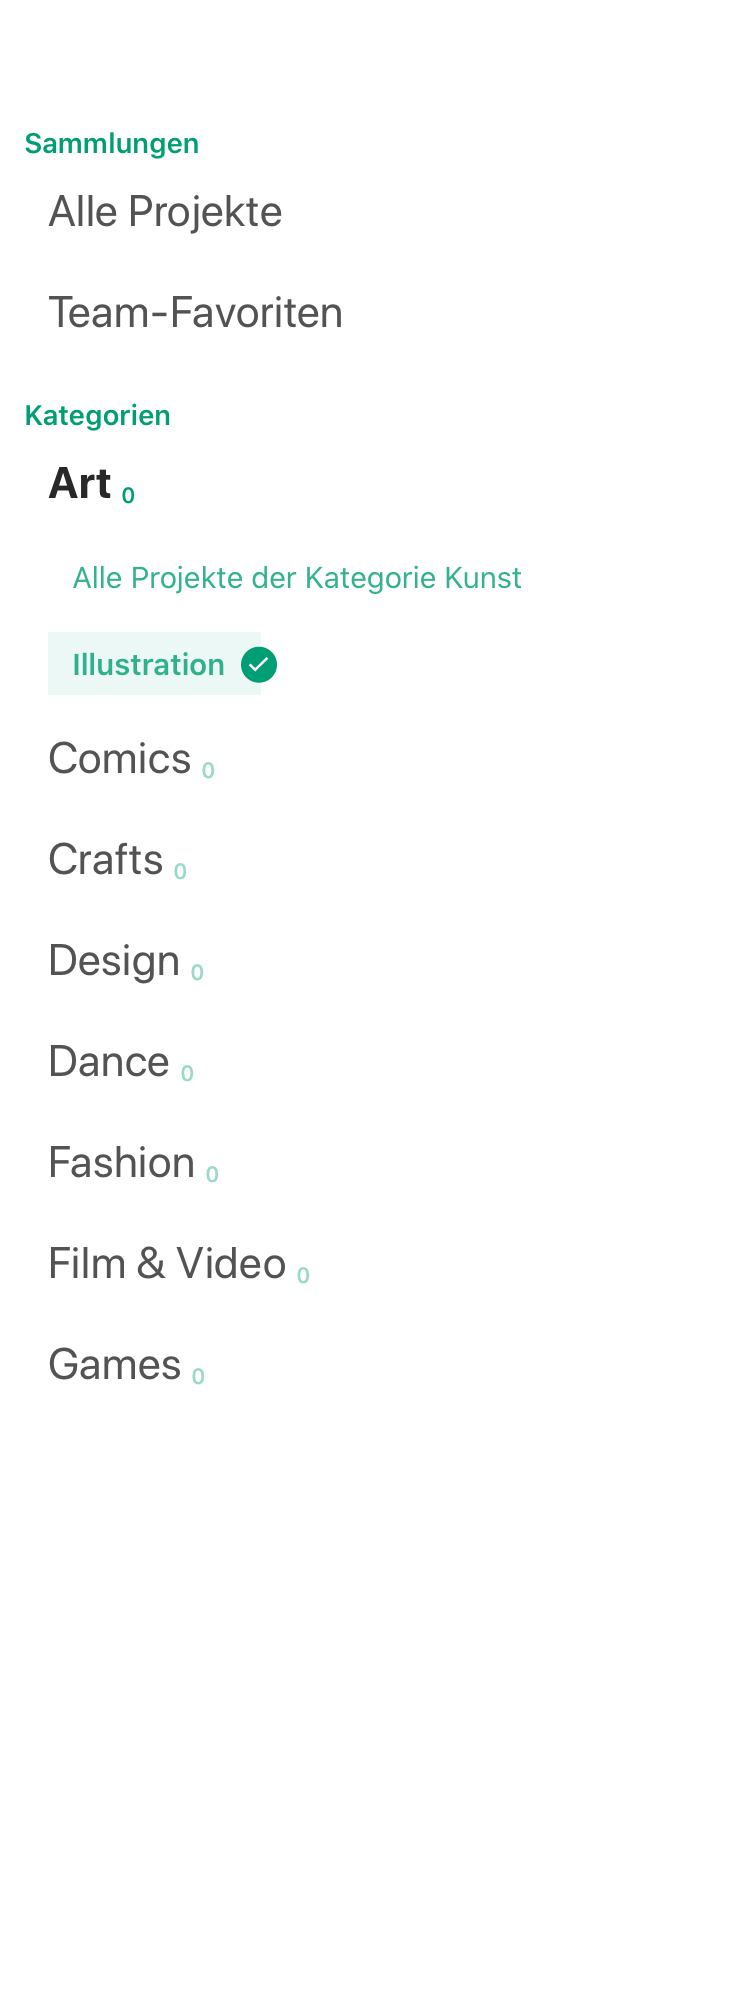 Sammlungen
Alle Projekte
Team-Favoriten
Kategorien
Art 0
Alle Projekte der Kategorie Kunst
Illustration
Comics 0
Crafts 0
Design 0
Dance 0
Fashion 0
Film & Video 0
Games 0